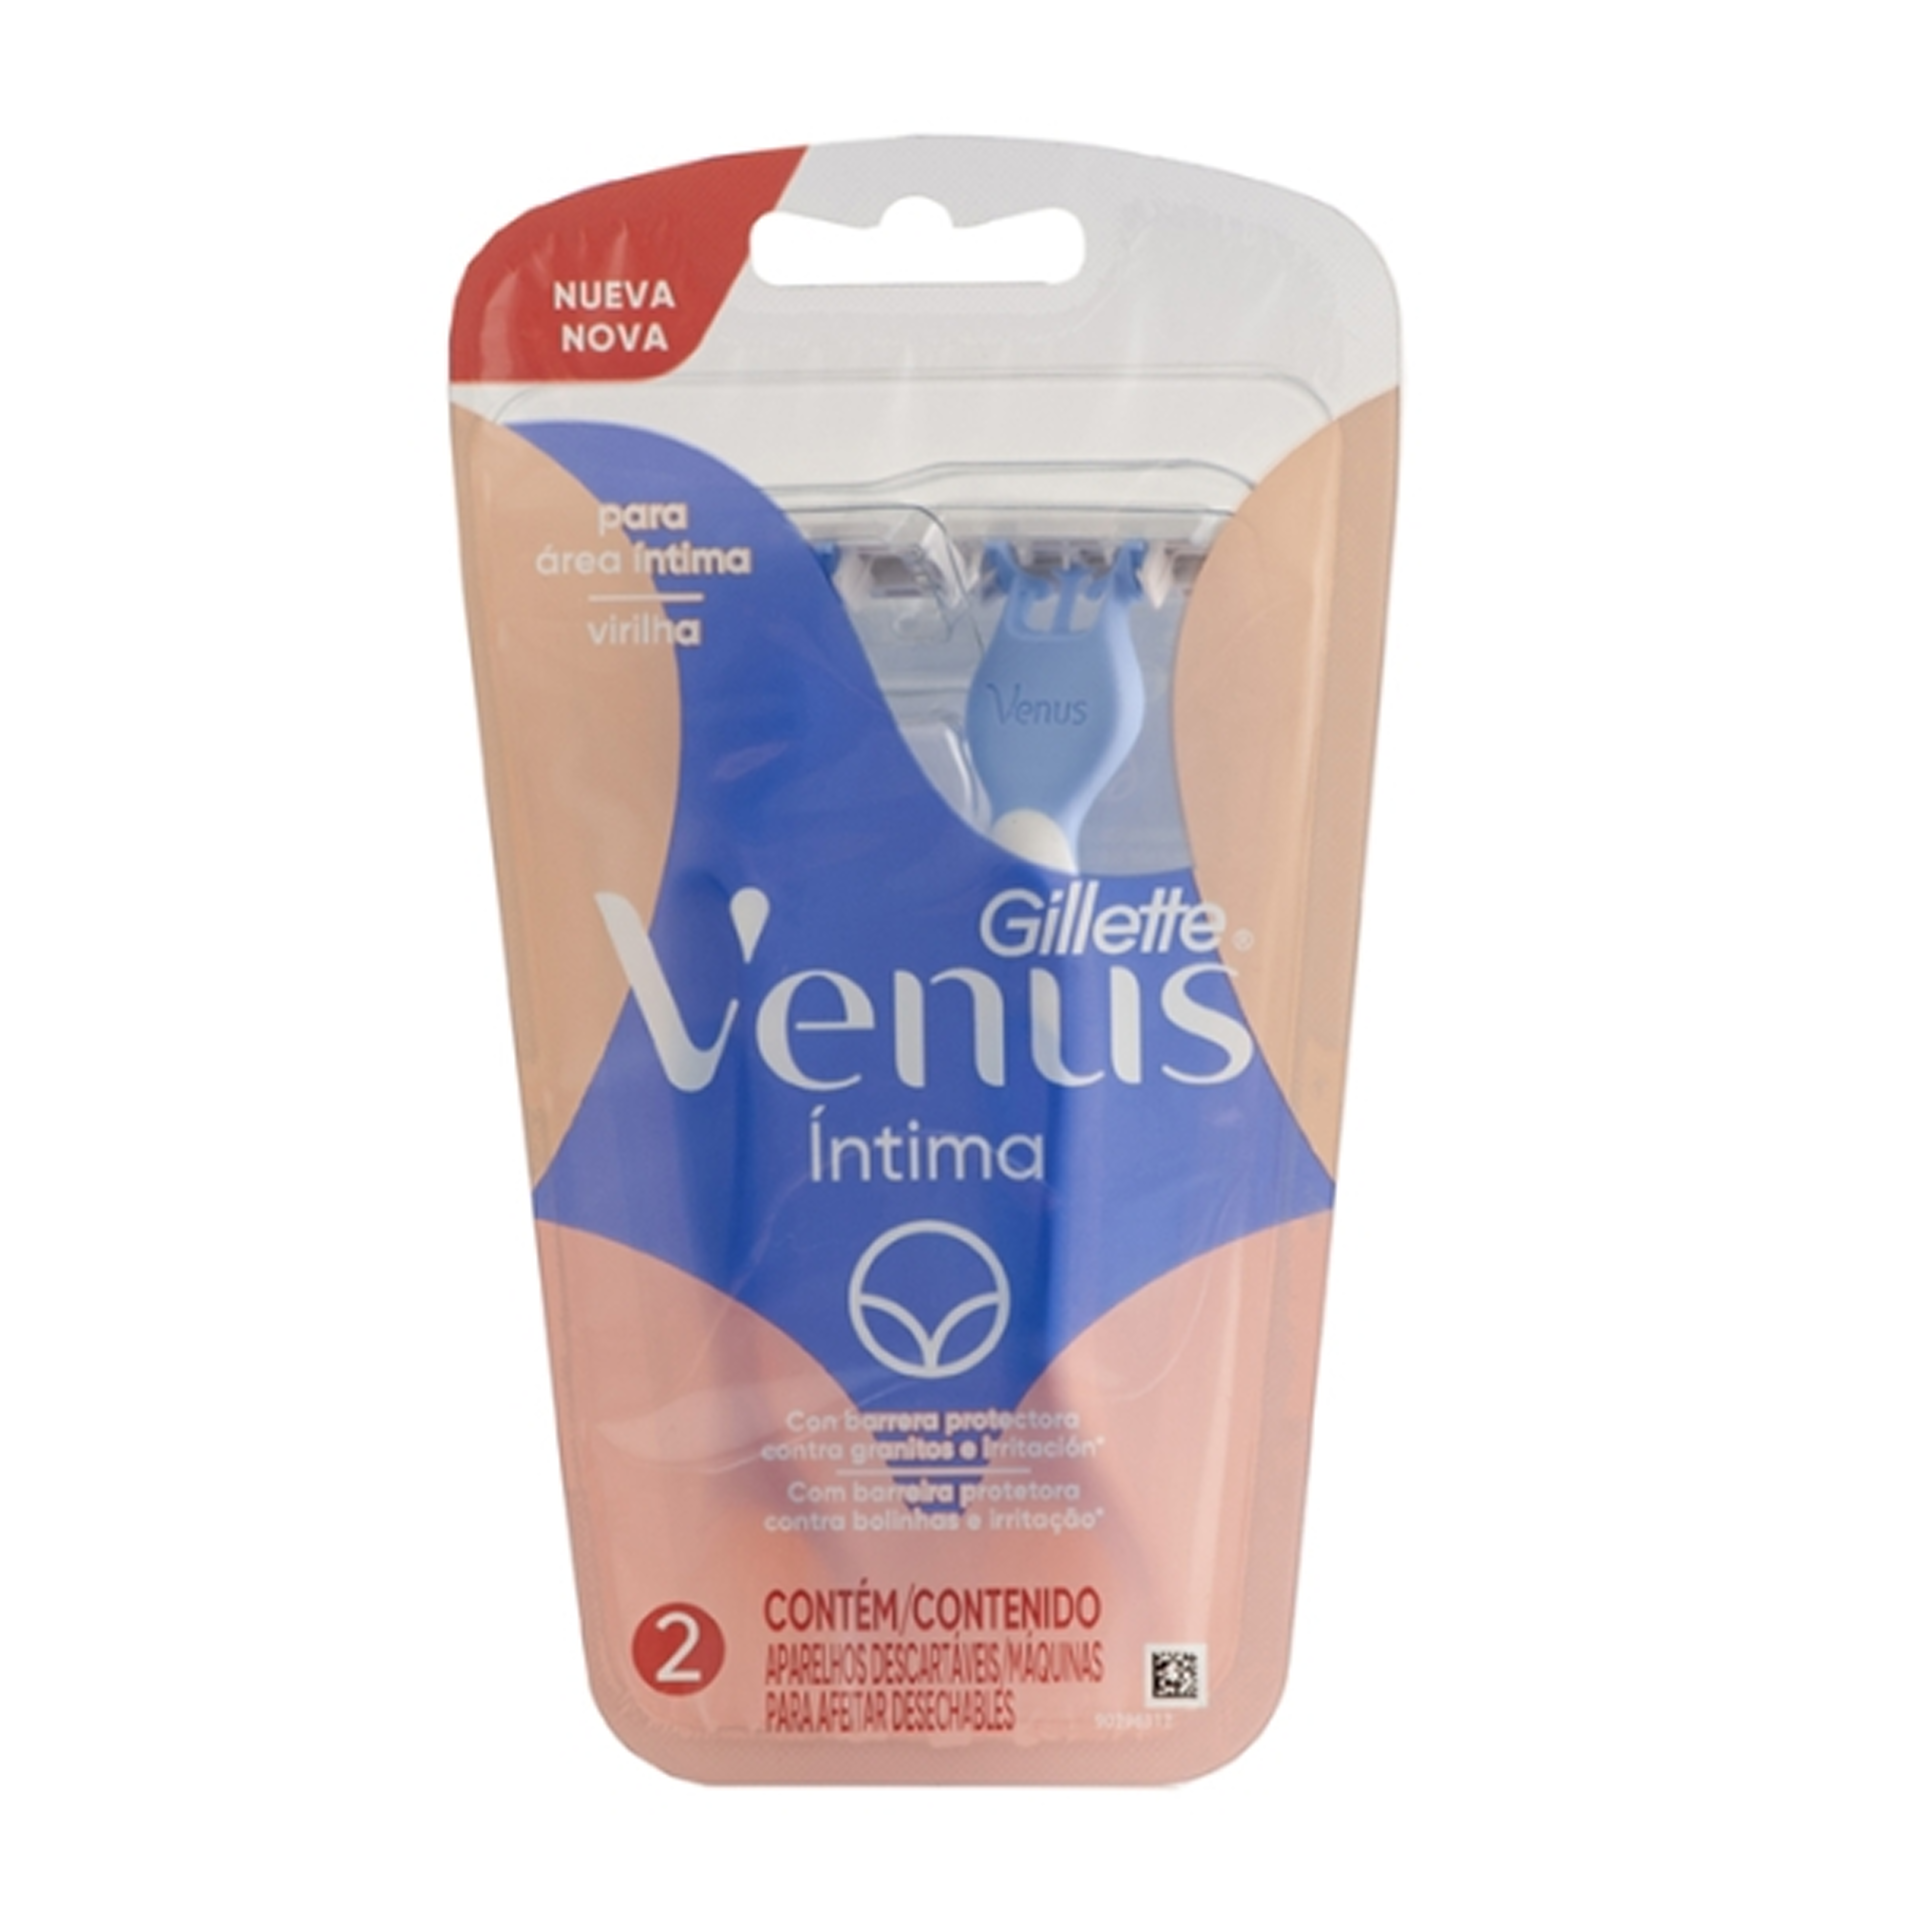 NUEVA
NOVA
para
área íntima
virilha
Venus
Gillette®
Venus
Íntima
Con barrera protectora
contra granitos e irritación*
Com barreira protetora
contra bolinhas e irritação*
2
CONTÉM/CONTENIDO
APARELHOS DESCARTÁVEIS/MÁQUINAS
PARA AFEITAR DESECHABLES